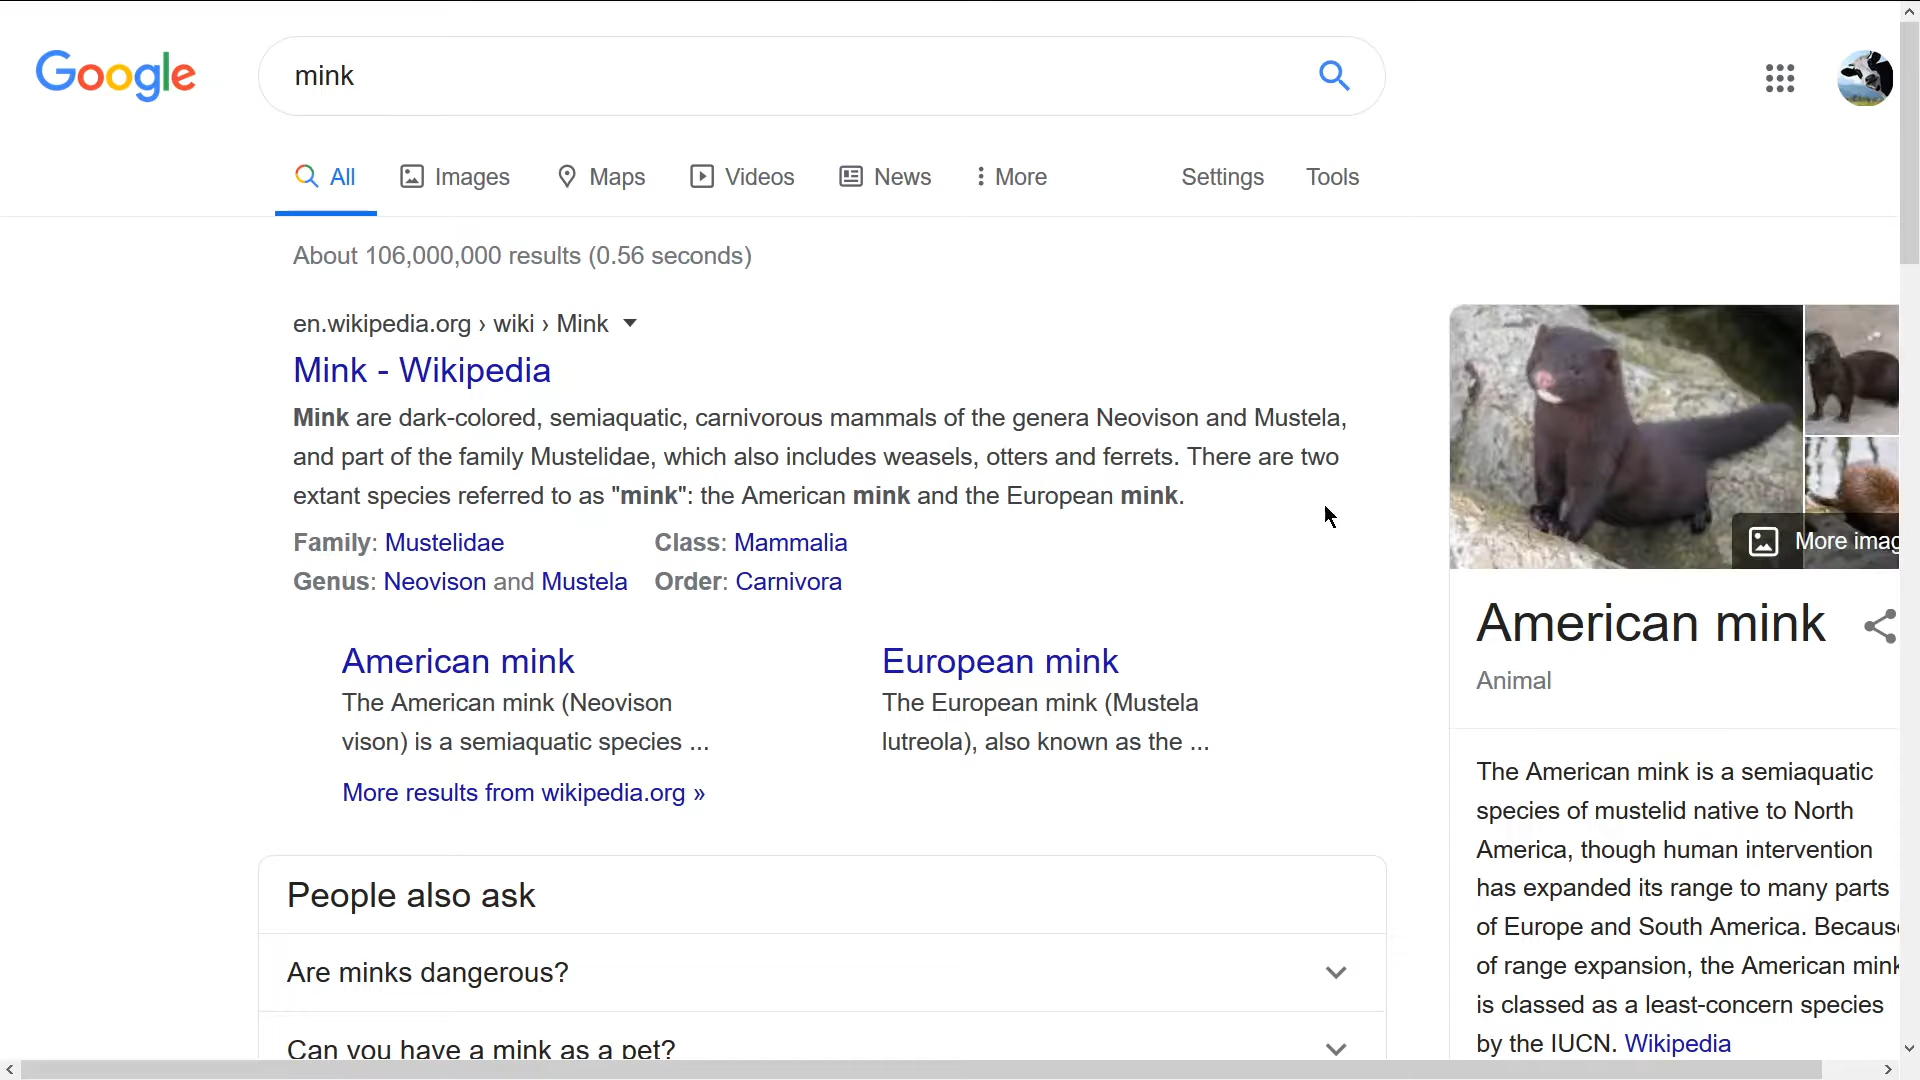 Google
mink
All
Images
Maps
Videos
News
More
Settings
Tools
About 106,000,000 results (0.56 seconds)
en.wikipedia.org › wiki › Mink
Mink - Wikipedia
Mink are dark-colored, semiaquatic, carnivorous mammals of the genera Neovison and Mustela,
and part of the family Mustelidae, which also includes weasels, otters and ferrets. There are two
extant species referred to as "mink": the American mink and the European mink.
Family: Mustelidae
Class: Mammalia
Genus: Neovison and Mustela
Order: Carnivora
American mink
The American mink (Neovison
vison) is a semiaquatic species ...
European mink
The European mink (Mustela
lutreola), also known as the ...
More results from wikipedia.org »
People also ask
Are minks dangerous?
Can you have a mink as a pet?
More imag
American mink
Animal
The American mink is a semiaquatic
species of mustelid native to North
America, though human intervention
has expanded its range to many parts
of Europe and South America. Becaus
of range expansion, the American mink
is classed as a least-concern species
by the IUCN. Wikipedia